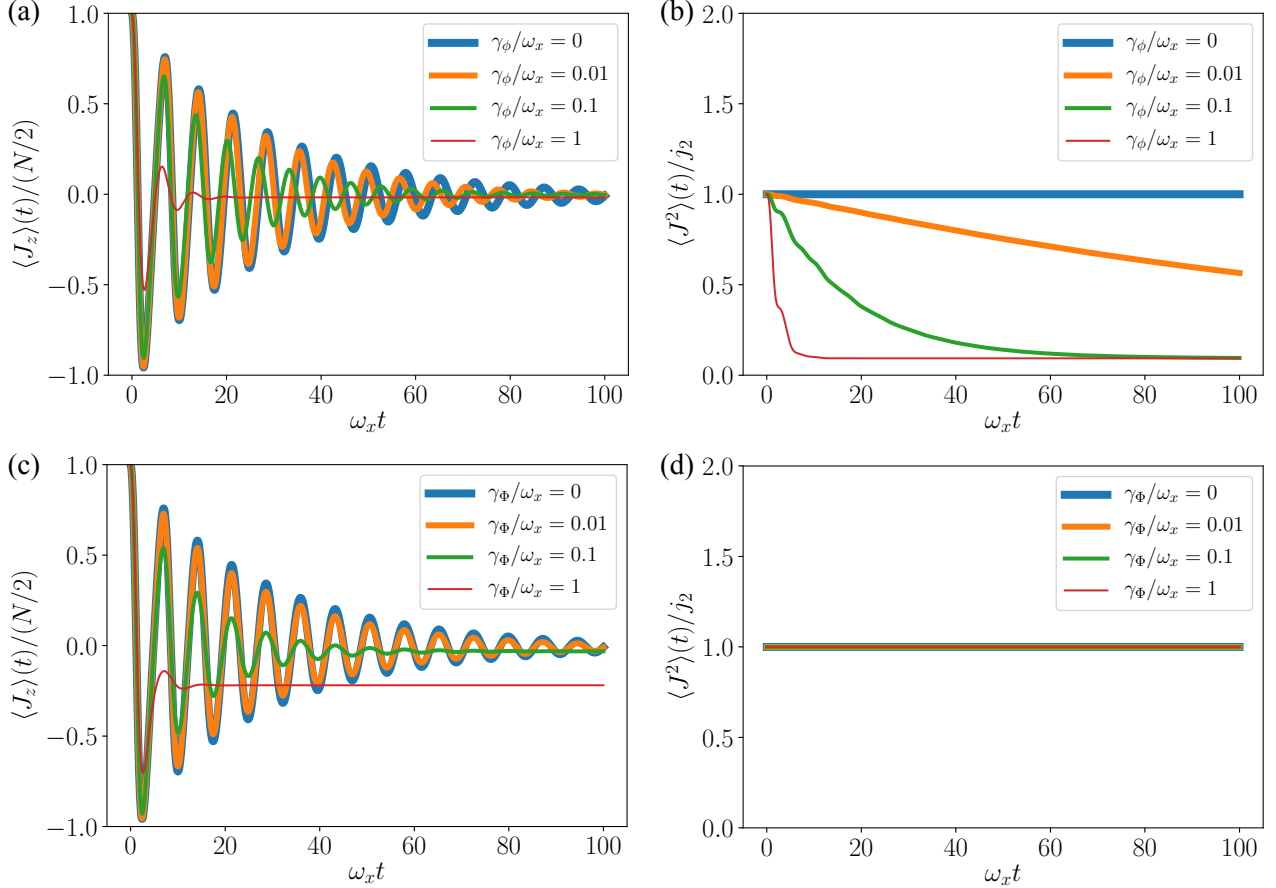 (a)
1.0
0.5
0.0
−0.5
−1.0
⟨J_z⟩(t)/(N/2)
γ_ϕ/ω_x = 0
γ_ϕ/ω_x = 0.01
γ_ϕ/ω_x = 0.1
γ_ϕ/ω_x = 1
0 20 40 60 80 100
ω_x t
(b)
2.0
1.5
1.0
0.5
0.0
⟨J²⟩(t)/j₂
γ_ϕ/ω_x = 0
γ_ϕ/ω_x = 0.01
γ_ϕ/ω_x = 0.1
γ_ϕ/ω_x = 1
0 20 40 60 80 100
ω_x t
(c)
1.0
0.5
0.0
−0.5
−1.0
⟨J_z⟩(t)/(N/2)
γ_Φ/ω_x = 0
γ_Φ/ω_x = 0.01
γ_Φ/ω_x = 0.1
γ_Φ/ω_x = 1
0 20 40 60 80 100
ω_x t
(d)
2.0
1.5
1.0
0.5
0.0
⟨J²⟩(t)/j₂
γ_Φ/ω_x = 0
γ_Φ/ω_x = 0.01
γ_Φ/ω_x = 0.1
γ_Φ/ω_x = 1
0 20 40 60 80 100
ω_x t